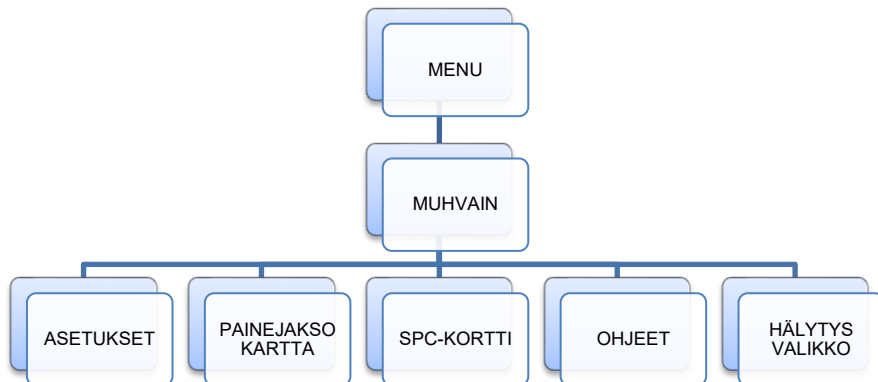 MENU
MUHVAIN
ASETUKSET
PAINEJAKSO
KARTTA
SPC-KORTTI
OHJEET
HÄLYTYS
VALIKKO